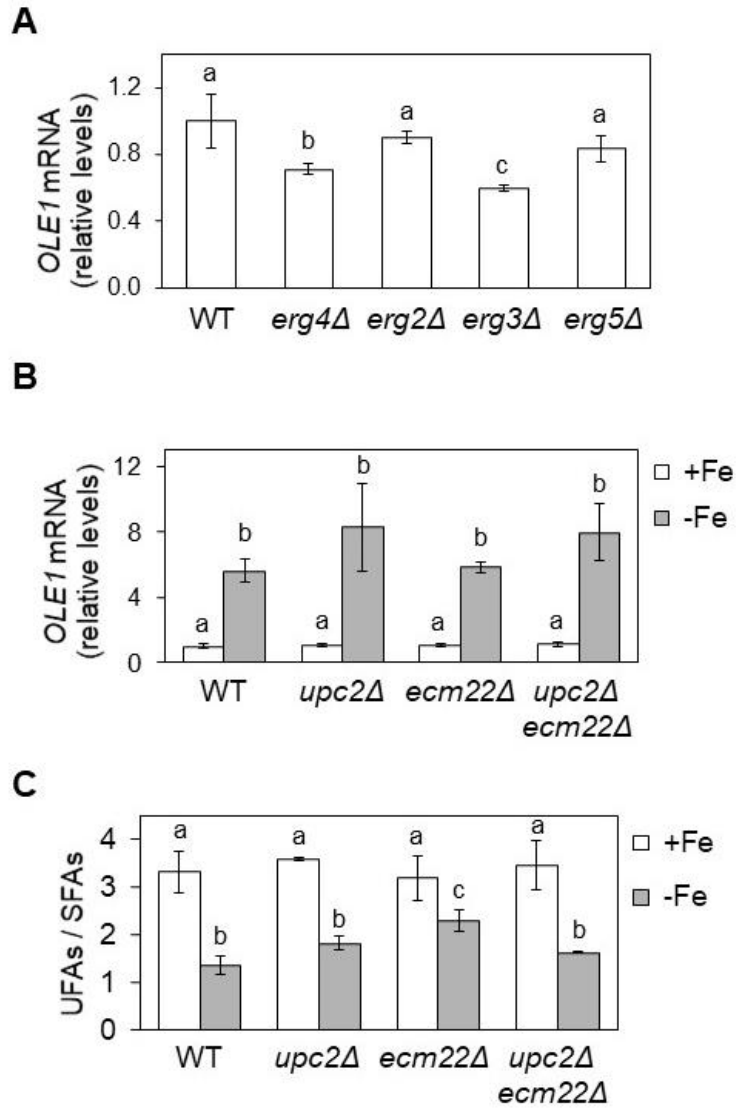 A
OLE1 mRNA
(relative levels)
1.2
0.8
0.4
0.0
a
b
a
c
a
WT erg4Δ erg2Δ erg3Δ erg5Δ
B
OLE1 mRNA
(relative levels)
12
8
4
0
a b a b a b a b
+Fe
-Fe
WT upc2Δ ecm22Δ upc2Δ
ecm22Δ
C
UFAs / SFAs
4
3
2
1
0
a b a b a c a b
+Fe
-Fe
WT upc2Δ ecm22Δ upc2Δ
ecm22Δ